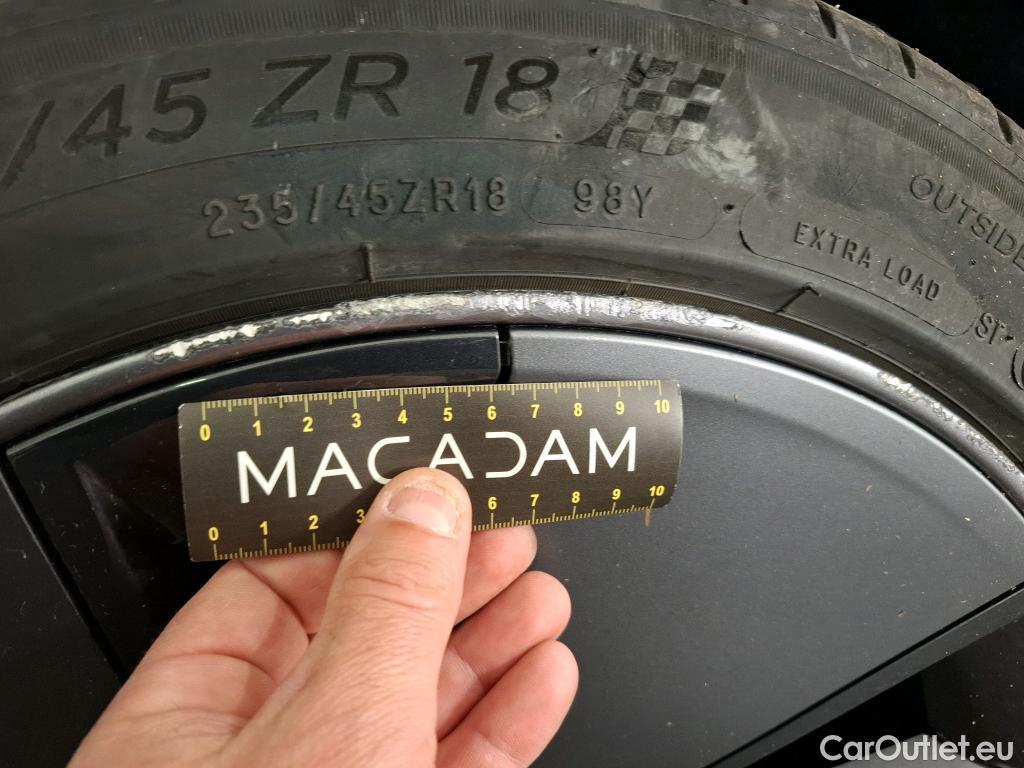 /45 ZR 18
235/45ZR18 98Y
OUTSIDE
EXTRA LOAD
0 1 2 3 4 5 6 7 8 9 10
MACADAM
0 1 2 3 6 7 8 9 10
CarOutlet.eu